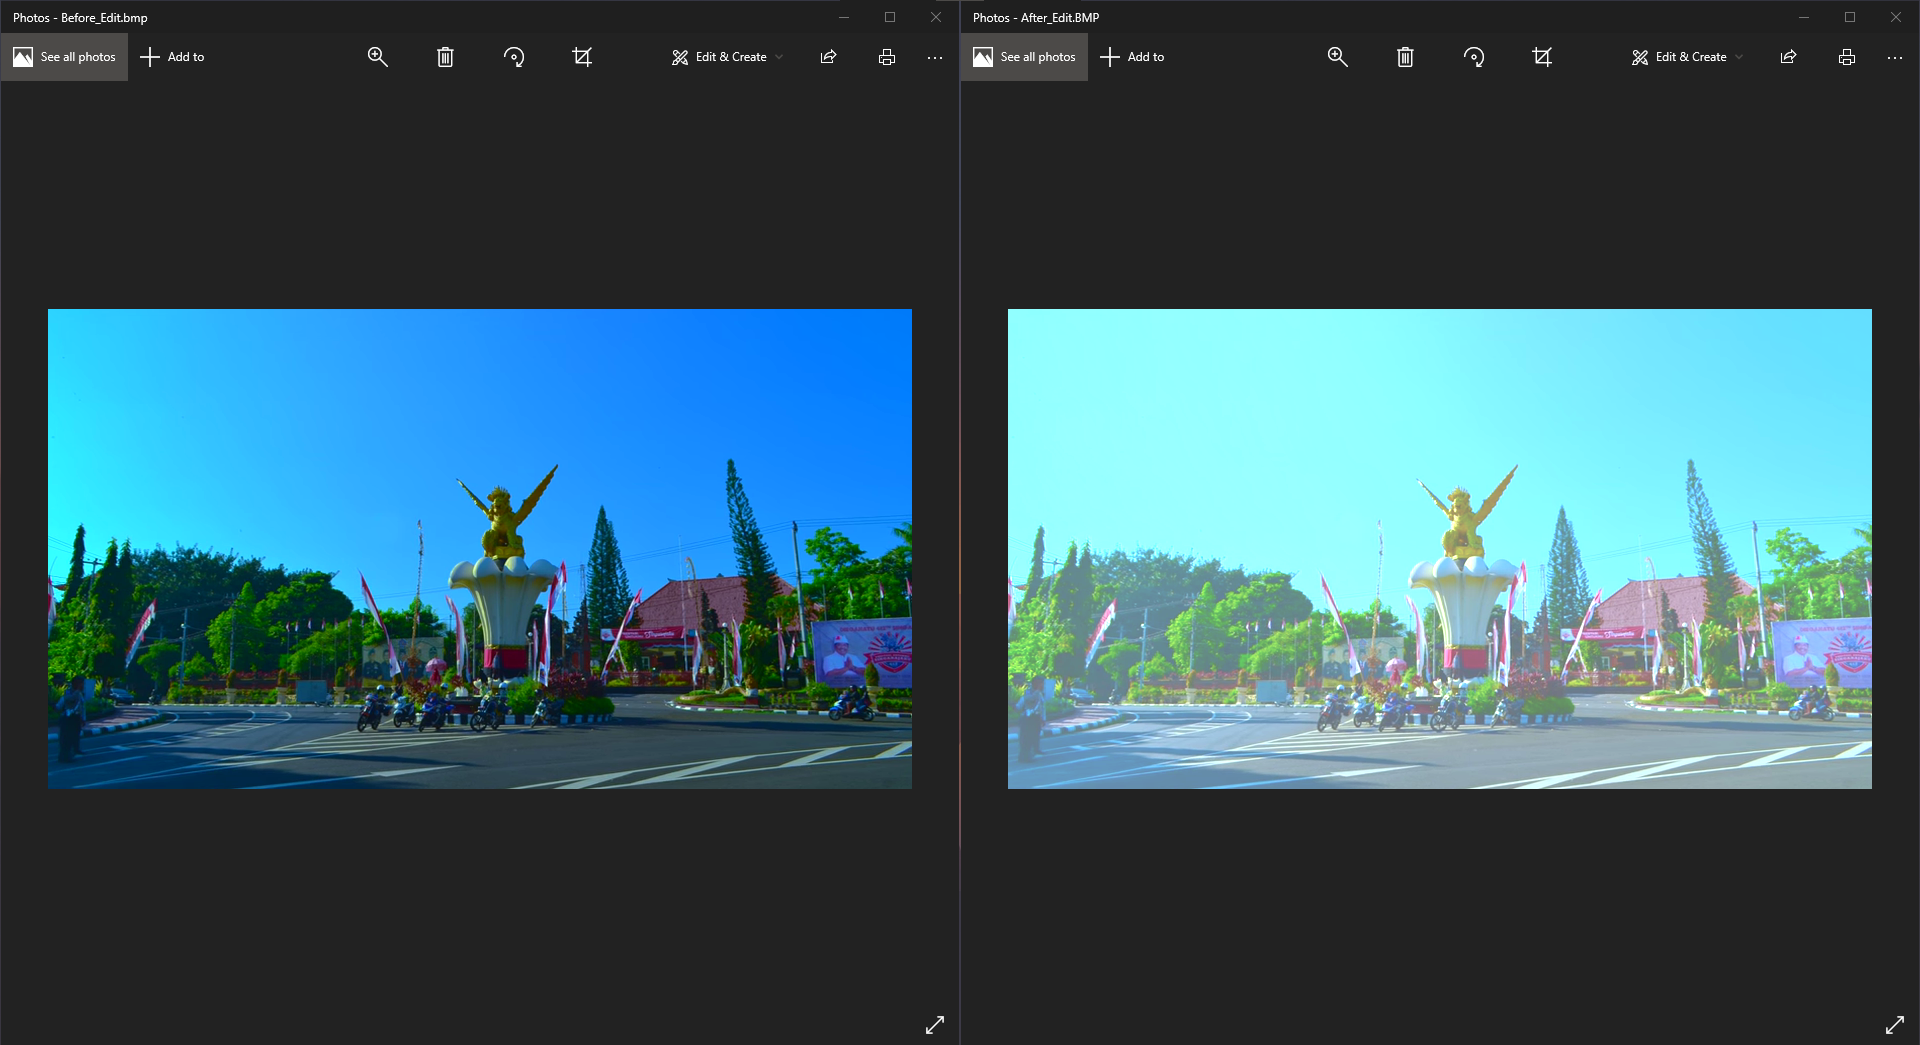 Photos - Before_Edit.bmp
See all photos
Add to
Edit & Create
Photos - After_Edit.BMP
See all photos
Add to
Edit & Create